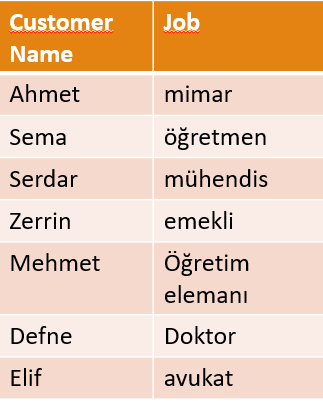 Customer Name Job
Ahmet mimar
Sema öğretmen
Serdar mühendis
Zerrin emekli
Mehmet Öğretim elemanı
Defne Doktor
Elif avukat